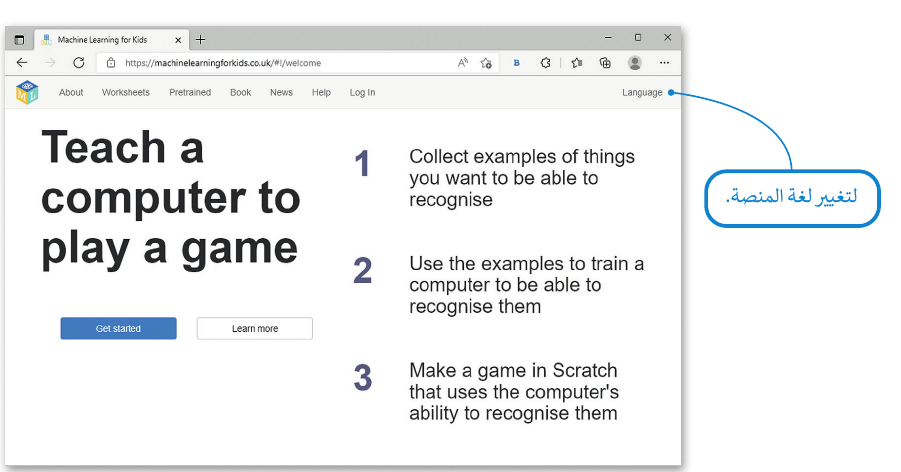 Machine Learning for Kids
https://machinelearningforkids.co.uk/#!/welcome
About Worksheets Pretrained Book News Help Log In Language
Teach a
computer to
play a game
Get started Learn more
1
Collect examples of things
you want to be able to
recognise
2
Use the examples to train a
computer to be able to
recognise them
3
Make a game in Scratch
that uses the computer's
ability to recognise them
لتغيير لغة المنصة.